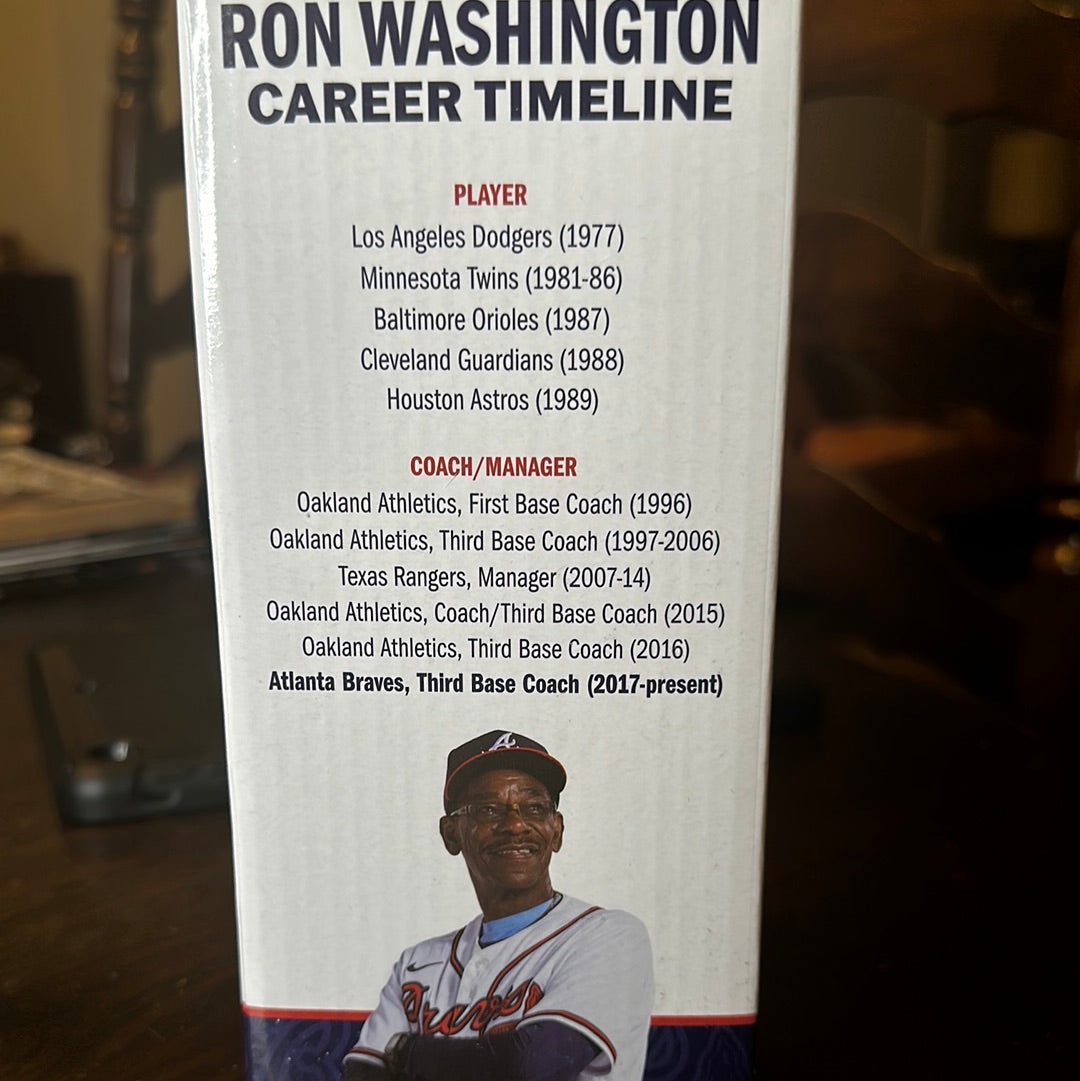 RON WASHINGTON
CAREER TIMELINE
PLAYER
Los Angeles Dodgers (1977)
Minnesota Twins (1981-86)
Baltimore Orioles (1987)
Cleveland Guardians (1988)
Houston Astros (1989)
COACH/MANAGER
Oakland Athletics, First Base Coach (1996)
Oakland Athletics, Third Base Coach (1997-2006)
Texas Rangers, Manager (2007-14)
Oakland Athletics, Coach/Third Base Coach (2015)
Oakland Athletics, Third Base Coach (2016)
Atlanta Braves, Third Base Coach (2017-present)
A
Braves